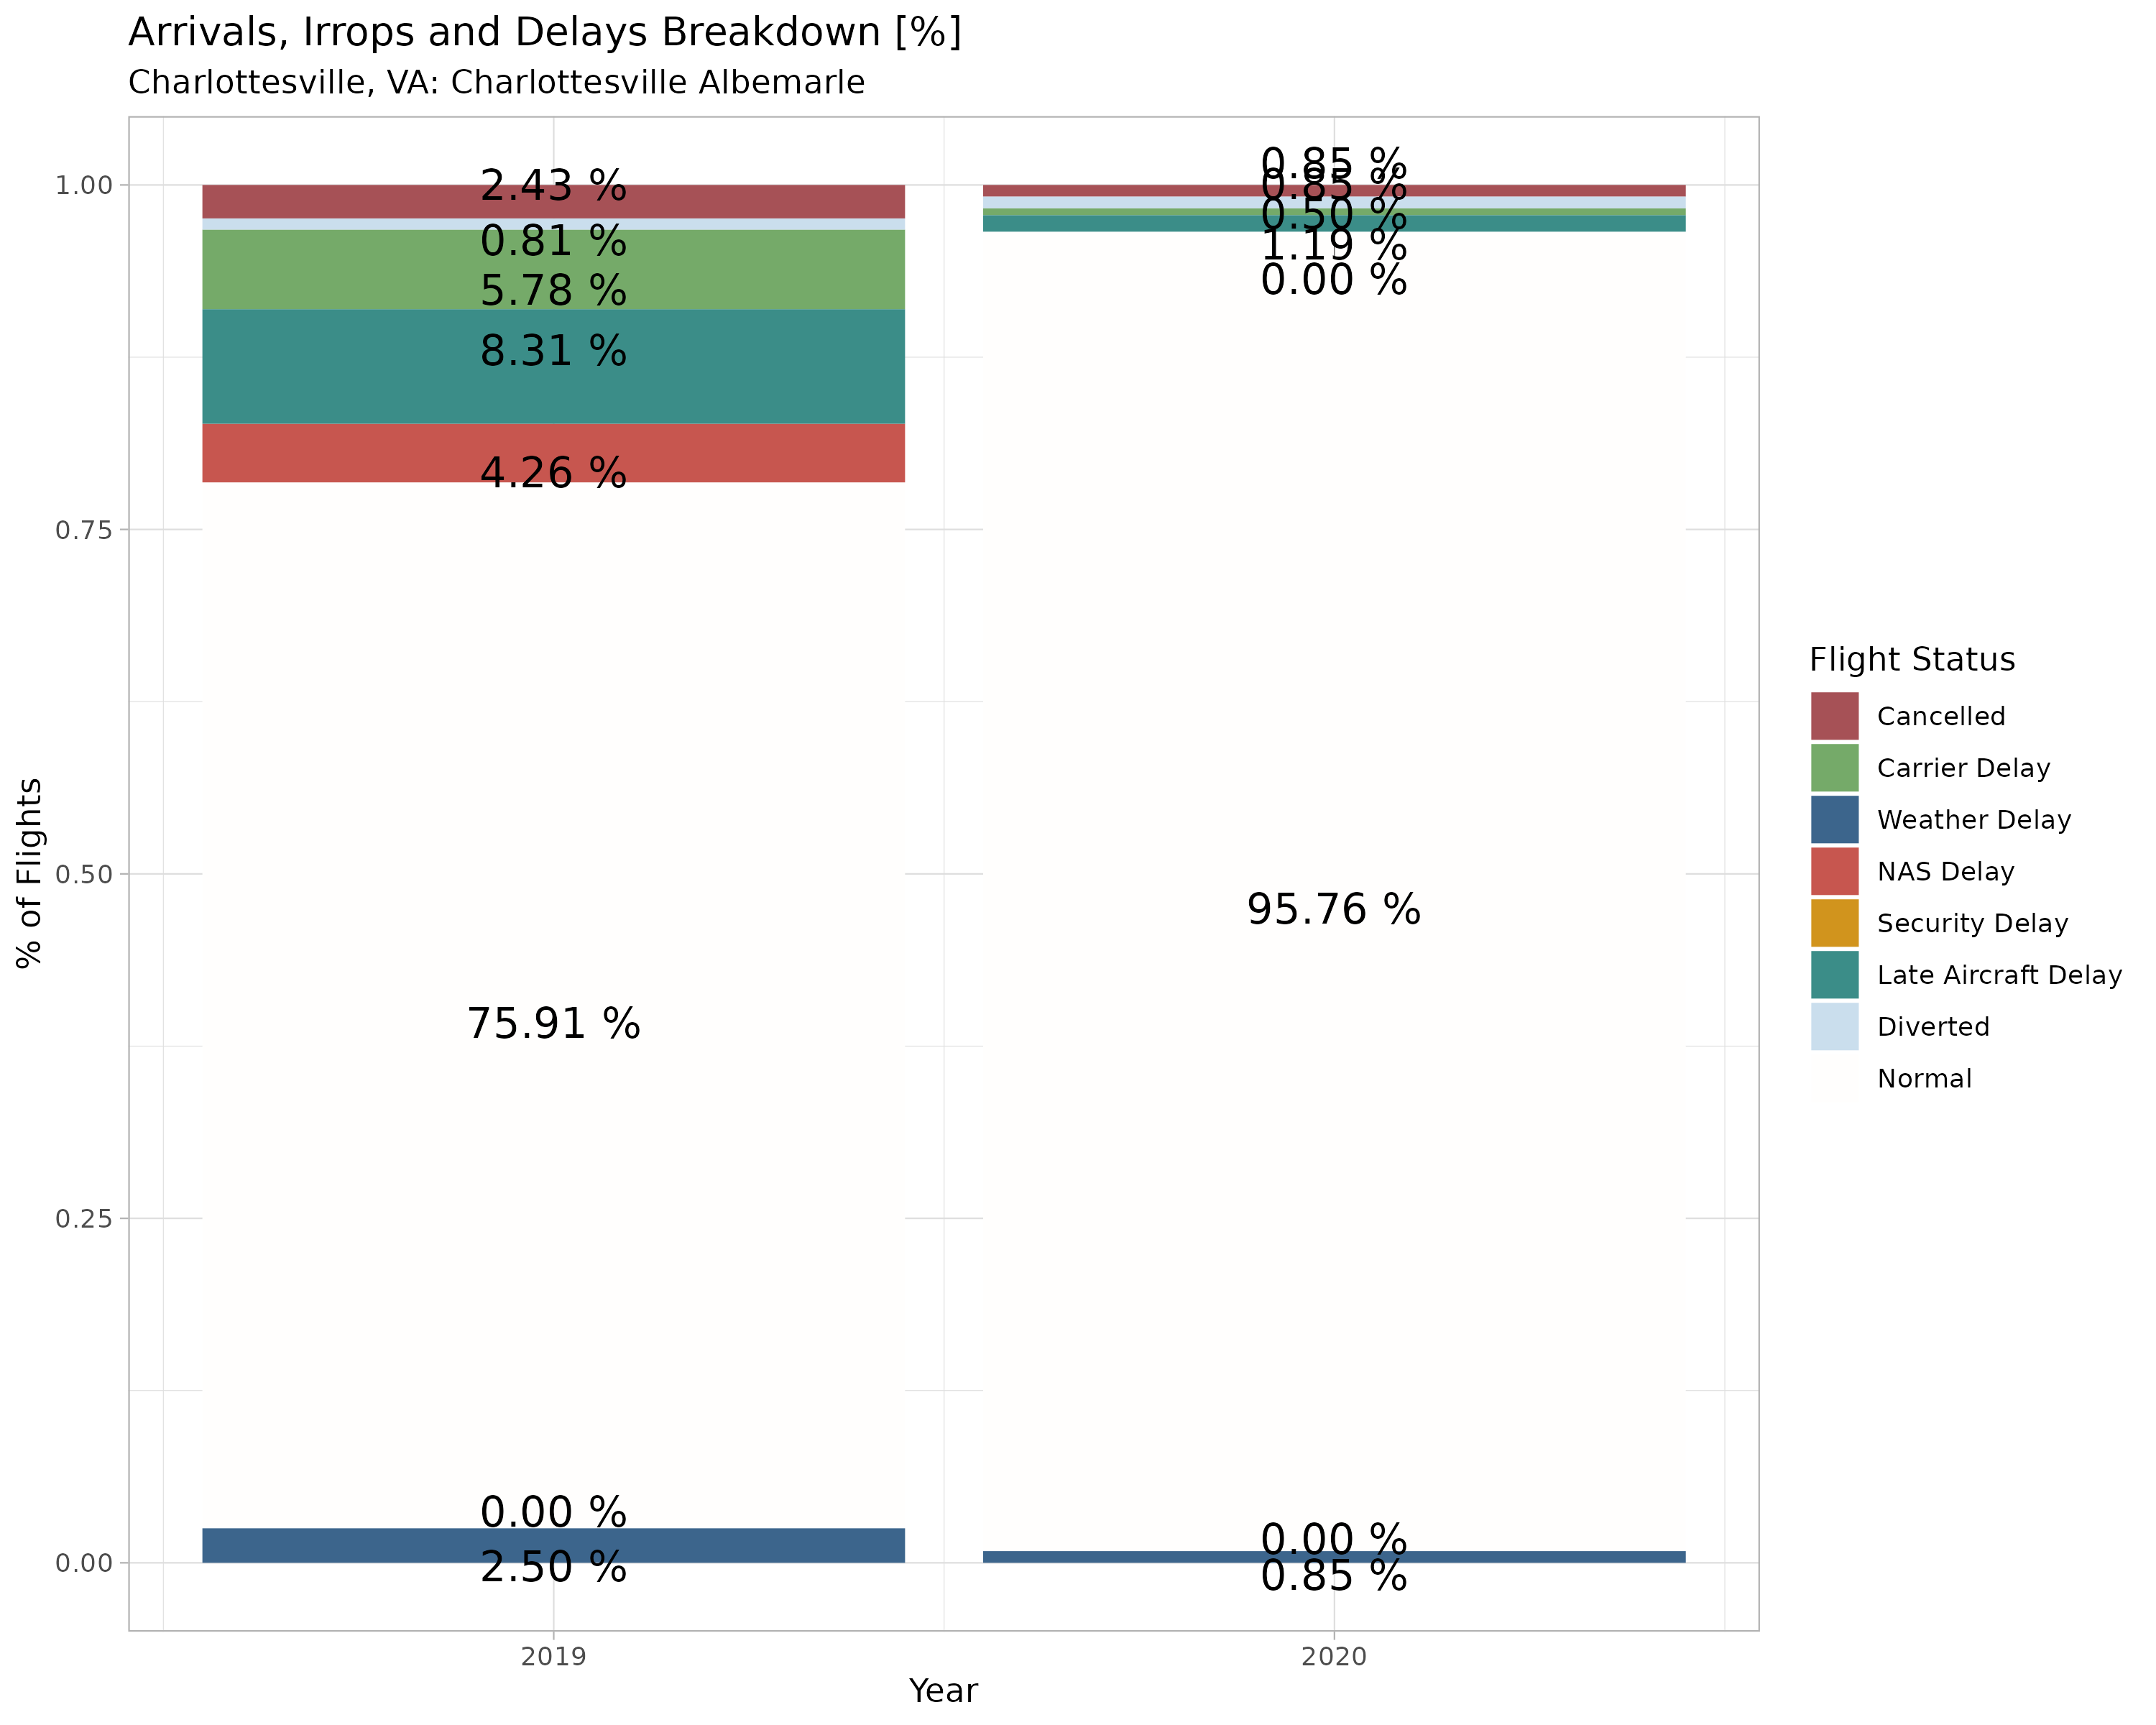 Arrivals, Irrops and Delays Breakdown [%]
Charlottesville, VA: Charlottesville Albemarle
% of Flights
1.00
0.75
0.50
0.25
0.00
2.43 %
0.81 %
5.78 %
8.31 %
4.26 %
75.91 %
0.00 %
2.50 %
0.85 %
0.85 %
0.50 %
1.19 %
0.00 %
95.76 %
0.00 %
0.85 %
2019
2020
Year
Flight Status
Cancelled
Carrier Delay
Weather Delay
NAS Delay
Security Delay
Late Aircraft Delay
Diverted
Normal